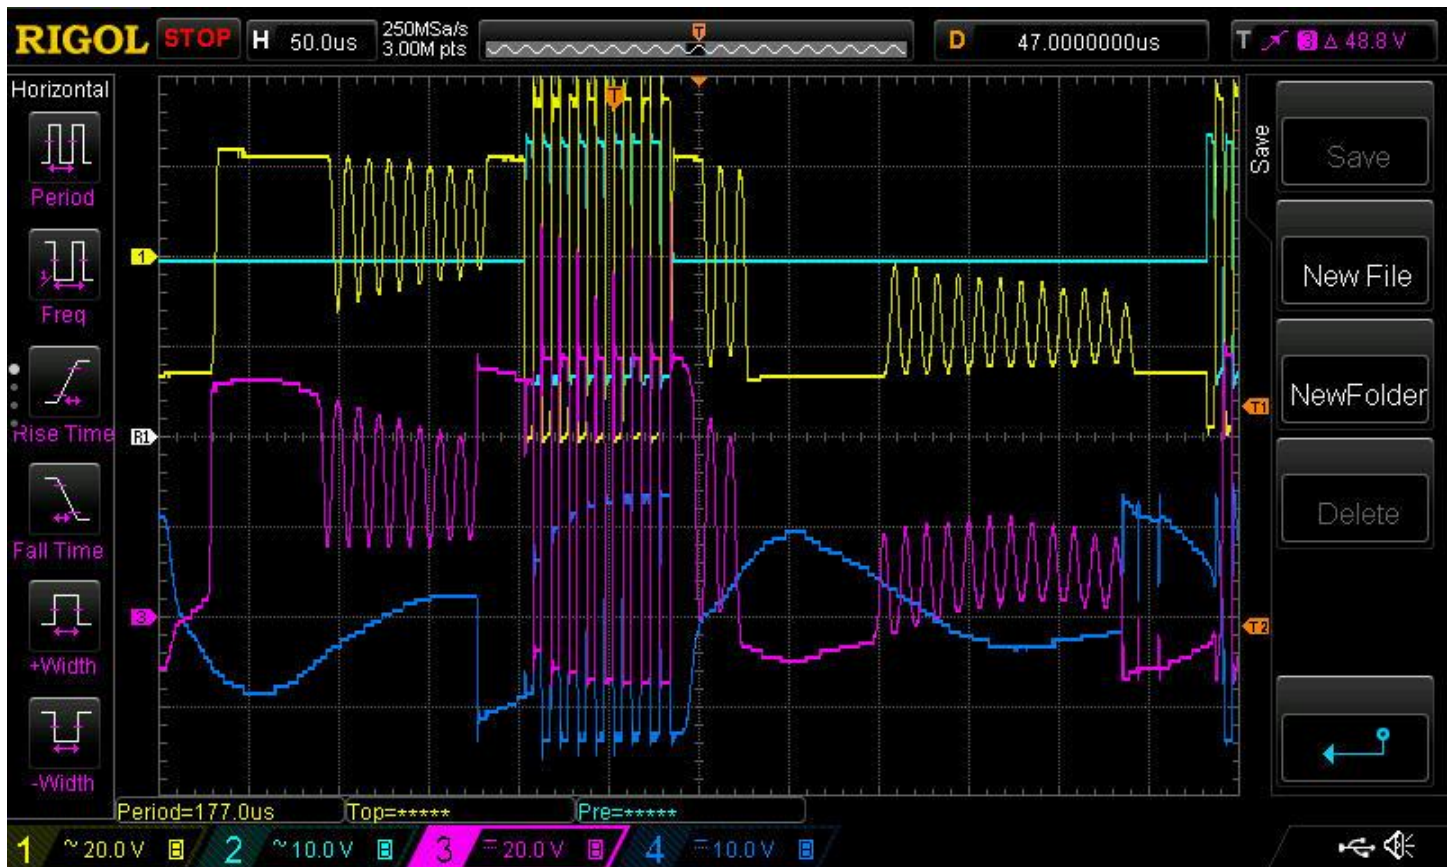 RIGOL STOP H 50.0us 250MSa/s 3.00M pts T D 47.0000000us T 3 Δ 48.8 V
Horizontal
Period
Freq
Rise Time
Fall Time
+Width
-Width
T
1
R1
3
T1
T2
Save
Save
New File
NewFolder
Delete
Period=177.0us Top=***** Pre=*****
1 ~ 20.0 V B 2 ~ 10.0 V B 3 = 20.0 V B 4 = 10.0 V B